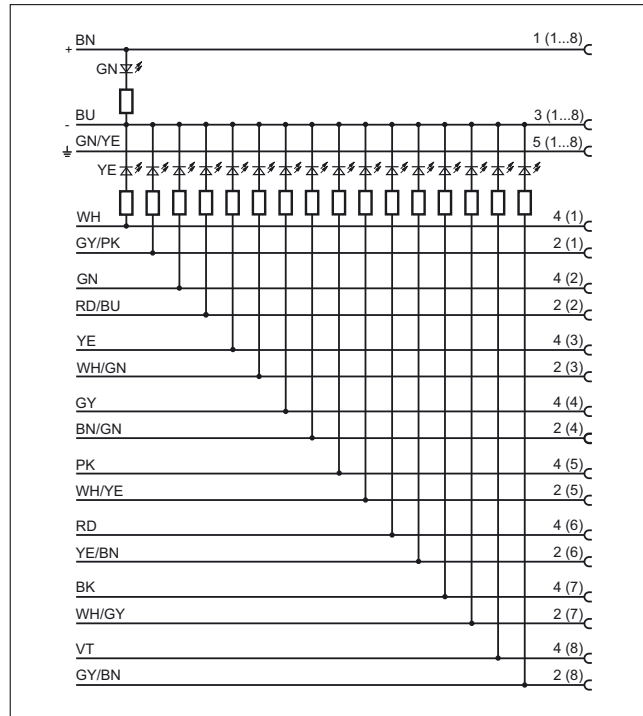 BN 1 (1...8)
+
GN
BU 3 (1...8)
-
GN/YE 5 (1...8)
YE
WH 4 (1)
GY/PK 2 (1)
GN 4 (2)
RD/BU 2 (2)
YE 4 (3)
WH/GN 2 (3)
GY 4 (4)
BN/GN 2 (4)
PK 4 (5)
WH/YE 2 (5)
RD 4 (6)
YE/BN 2 (6)
BK 4 (7)
WH/GY 2 (7)
VT 4 (8)
GY/BN 2 (8)